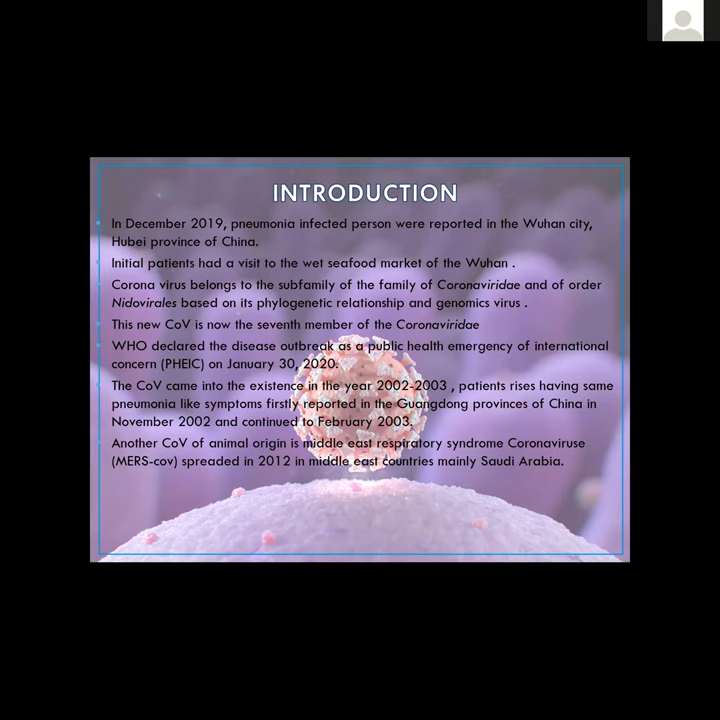 INTRODUCTION
In December 2019, pneumonia infected person were reported in the Wuhan city,
Hubei province of China.
Initial patients had a visit to the wet seafood market of the Wuhan .
Corona virus belongs to the subfamily of the family of Coronaviridae and of order
Nidovirales based on its phylogenetic relationship and genomics virus .
This new CoV is now the seventh member of the Coronaviridae
WHO declared the disease outbreak as a public health emergency of international
concern (PHEIC) on January 30, 2020.
The CoV came into the existence in the year 2002-2003 , patients rises having same
pneumonia like symptoms firstly reported in the Guangdong provinces of China in
November 2002 and continued to February 2003.
Another CoV of animal origin is middle east respiratory syndrome Coronaviruse
(MERS-cov) spreaded in 2012 in middle east countries mainly Saudi Arabia.